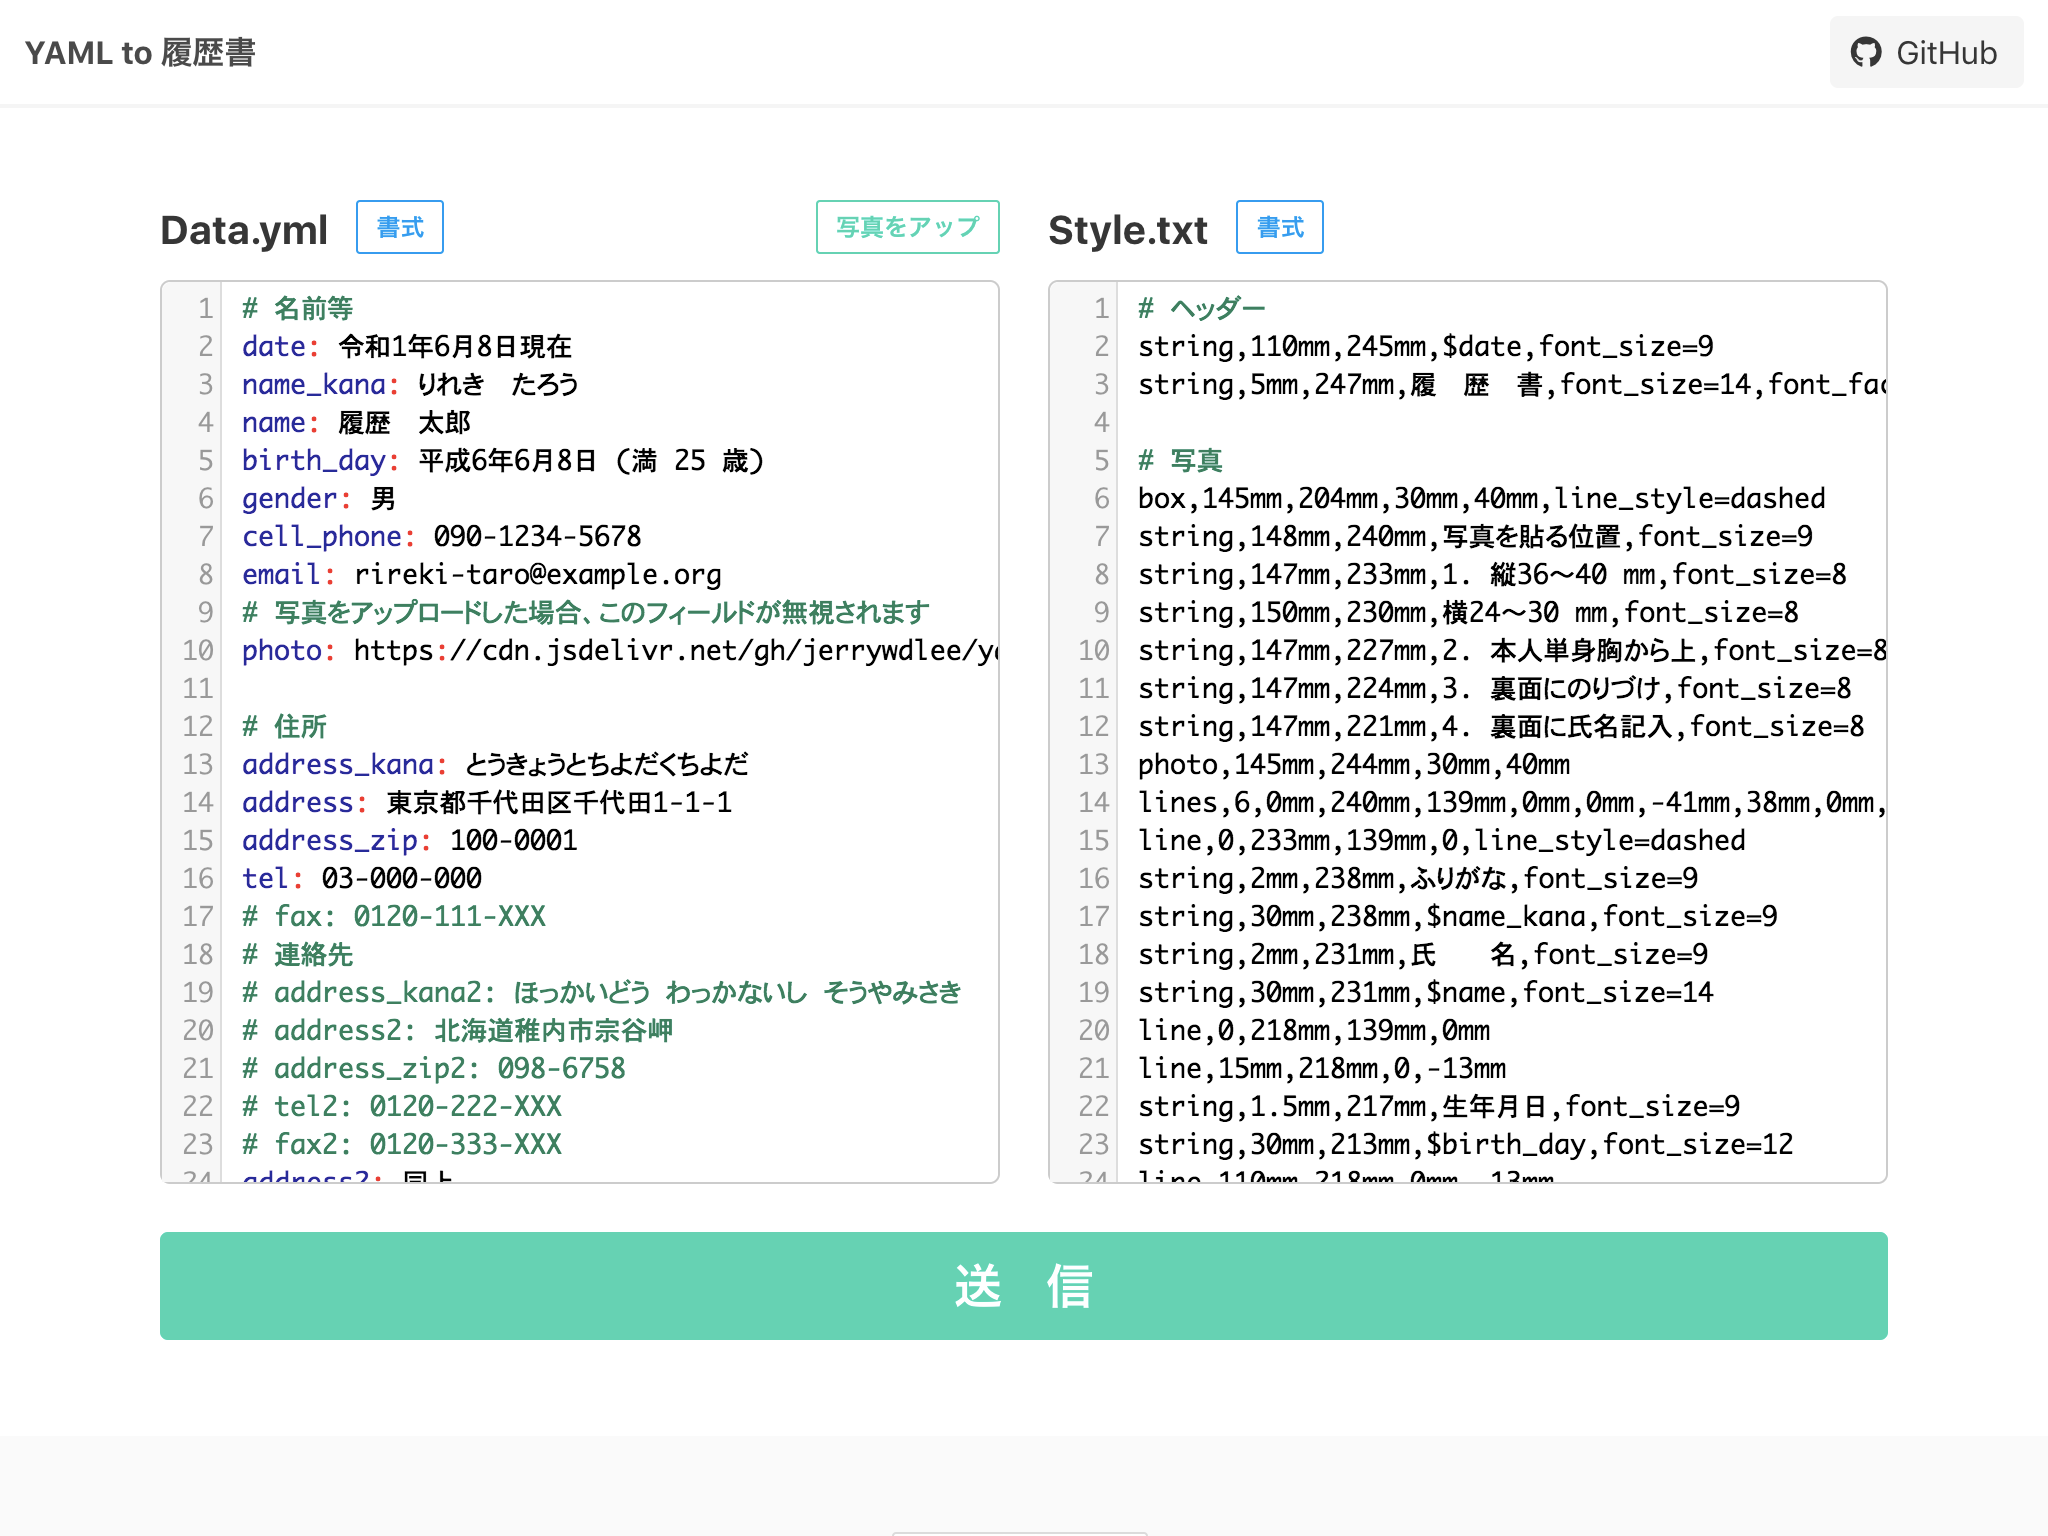 YAML to 履歴書
GitHub
Data.yml
書式
写真をアップ
Style.txt
書式
1 # 名前等
2 date: 令和1年6月8日現在
3 name_kana: りれき　たろう
4 name: 履歴　太郎
5 birth_day: 平成6年6月8日 (満 25 歳)
6 gender: 男
7 cell_phone: 090-1234-5678
8 email: rireki-taro@example.org
9 # 写真をアップロードした場合、このフィールドが無視されます
10 photo: https://cdn.jsdelivr.net/gh/jerrywdlee/y
11
12 # 住所
13 address_kana: とうきょうとちよだくちよだ
14 address: 東京都千代田区千代田1-1-1
15 address_zip: 100-0001
16 tel: 03-000-000
17 # fax: 0120-111-XXX
18 # 連絡先
19 # address_kana2: ほっかいどう わっかないし そうやみさき
20 # address2: 北海道稚内市宗谷岬
21 # address_zip2: 098-6758
22 # tel2: 0120-222-XXX
23 # fax2: 0120-333-XXX
24 address2: 同上
1 # ヘッダー
2 string,110mm,245mm,$date,font_size=9
3 string,5mm,247mm,履　歴　書,font_size=14,font_fac
4
5 # 写真
6 box,145mm,204mm,30mm,40mm,line_style=dashed
7 string,148mm,240mm,写真を貼る位置,font_size=9
8 string,147mm,233mm,1. 縦36〜40 mm,font_size=8
9 string,150mm,230mm,横24〜30 mm,font_size=8
10 string,147mm,227mm,2. 本人単身胸から上,font_size=8
11 string,147mm,224mm,3. 裏面にのりづけ,font_size=8
12 string,147mm,221mm,4. 裏面に氏名記入,font_size=8
13 photo,145mm,244mm,30mm,40mm
14 lines,6,0mm,240mm,139mm,0mm,0mm,-41mm,38mm,0mm,
15 line,0,233mm,139mm,0,line_style=dashed
16 string,2mm,238mm,ふりがな,font_size=9
17 string,30mm,238mm,$name_kana,font_size=9
18 string,2mm,231mm,氏　　名,font_size=9
19 string,30mm,231mm,$name,font_size=14
20 line,0,218mm,139mm,0mm
21 line,15mm,218mm,0,-13mm
22 string,1.5mm,217mm,生年月日,font_size=9
23 string,30mm,213mm,$birth_day,font_size=12
24 line,110mm,218mm,0mm,-13mm
送　信